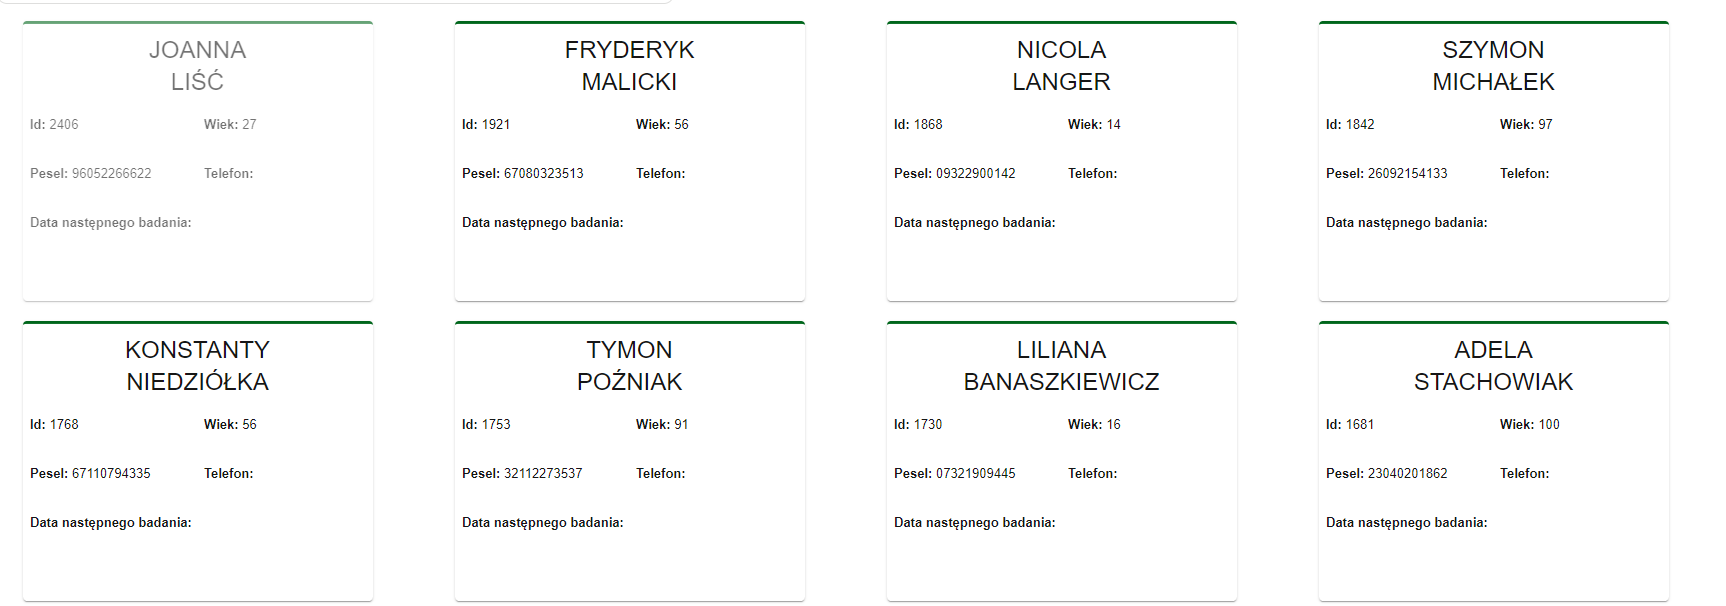 JOANNA
LIŚĆ
Id: 2406 Wiek: 27
Pesel: 96052266622 Telefon:
Data następnego badania:
FRYDERYK
MALICKI
Id: 1921 Wiek: 56
Pesel: 67080323513 Telefon:
Data następnego badania:
NICOLA
LANGER
Id: 1868 Wiek: 14
Pesel: 09322900142 Telefon:
Data następnego badania:
SZYMON
MICHAŁEK
Id: 1842 Wiek: 97
Pesel: 26092154133 Telefon:
Data następnego badania:
KONSTANTY
NIEDZIÓŁKA
Id: 1768 Wiek: 56
Pesel: 67110794335 Telefon:
Data następnego badania:
TYMON
POŹNIAK
Id: 1753 Wiek: 91
Pesel: 32112273537 Telefon:
Data następnego badania:
LILIANA
BANASZKIEWICZ
Id: 1730 Wiek: 16
Pesel: 07321909445 Telefon:
Data następnego badania:
ADELA
STACHOWIAK
Id: 1681 Wiek: 100
Pesel: 23040201862 Telefon:
Data następnego badania: